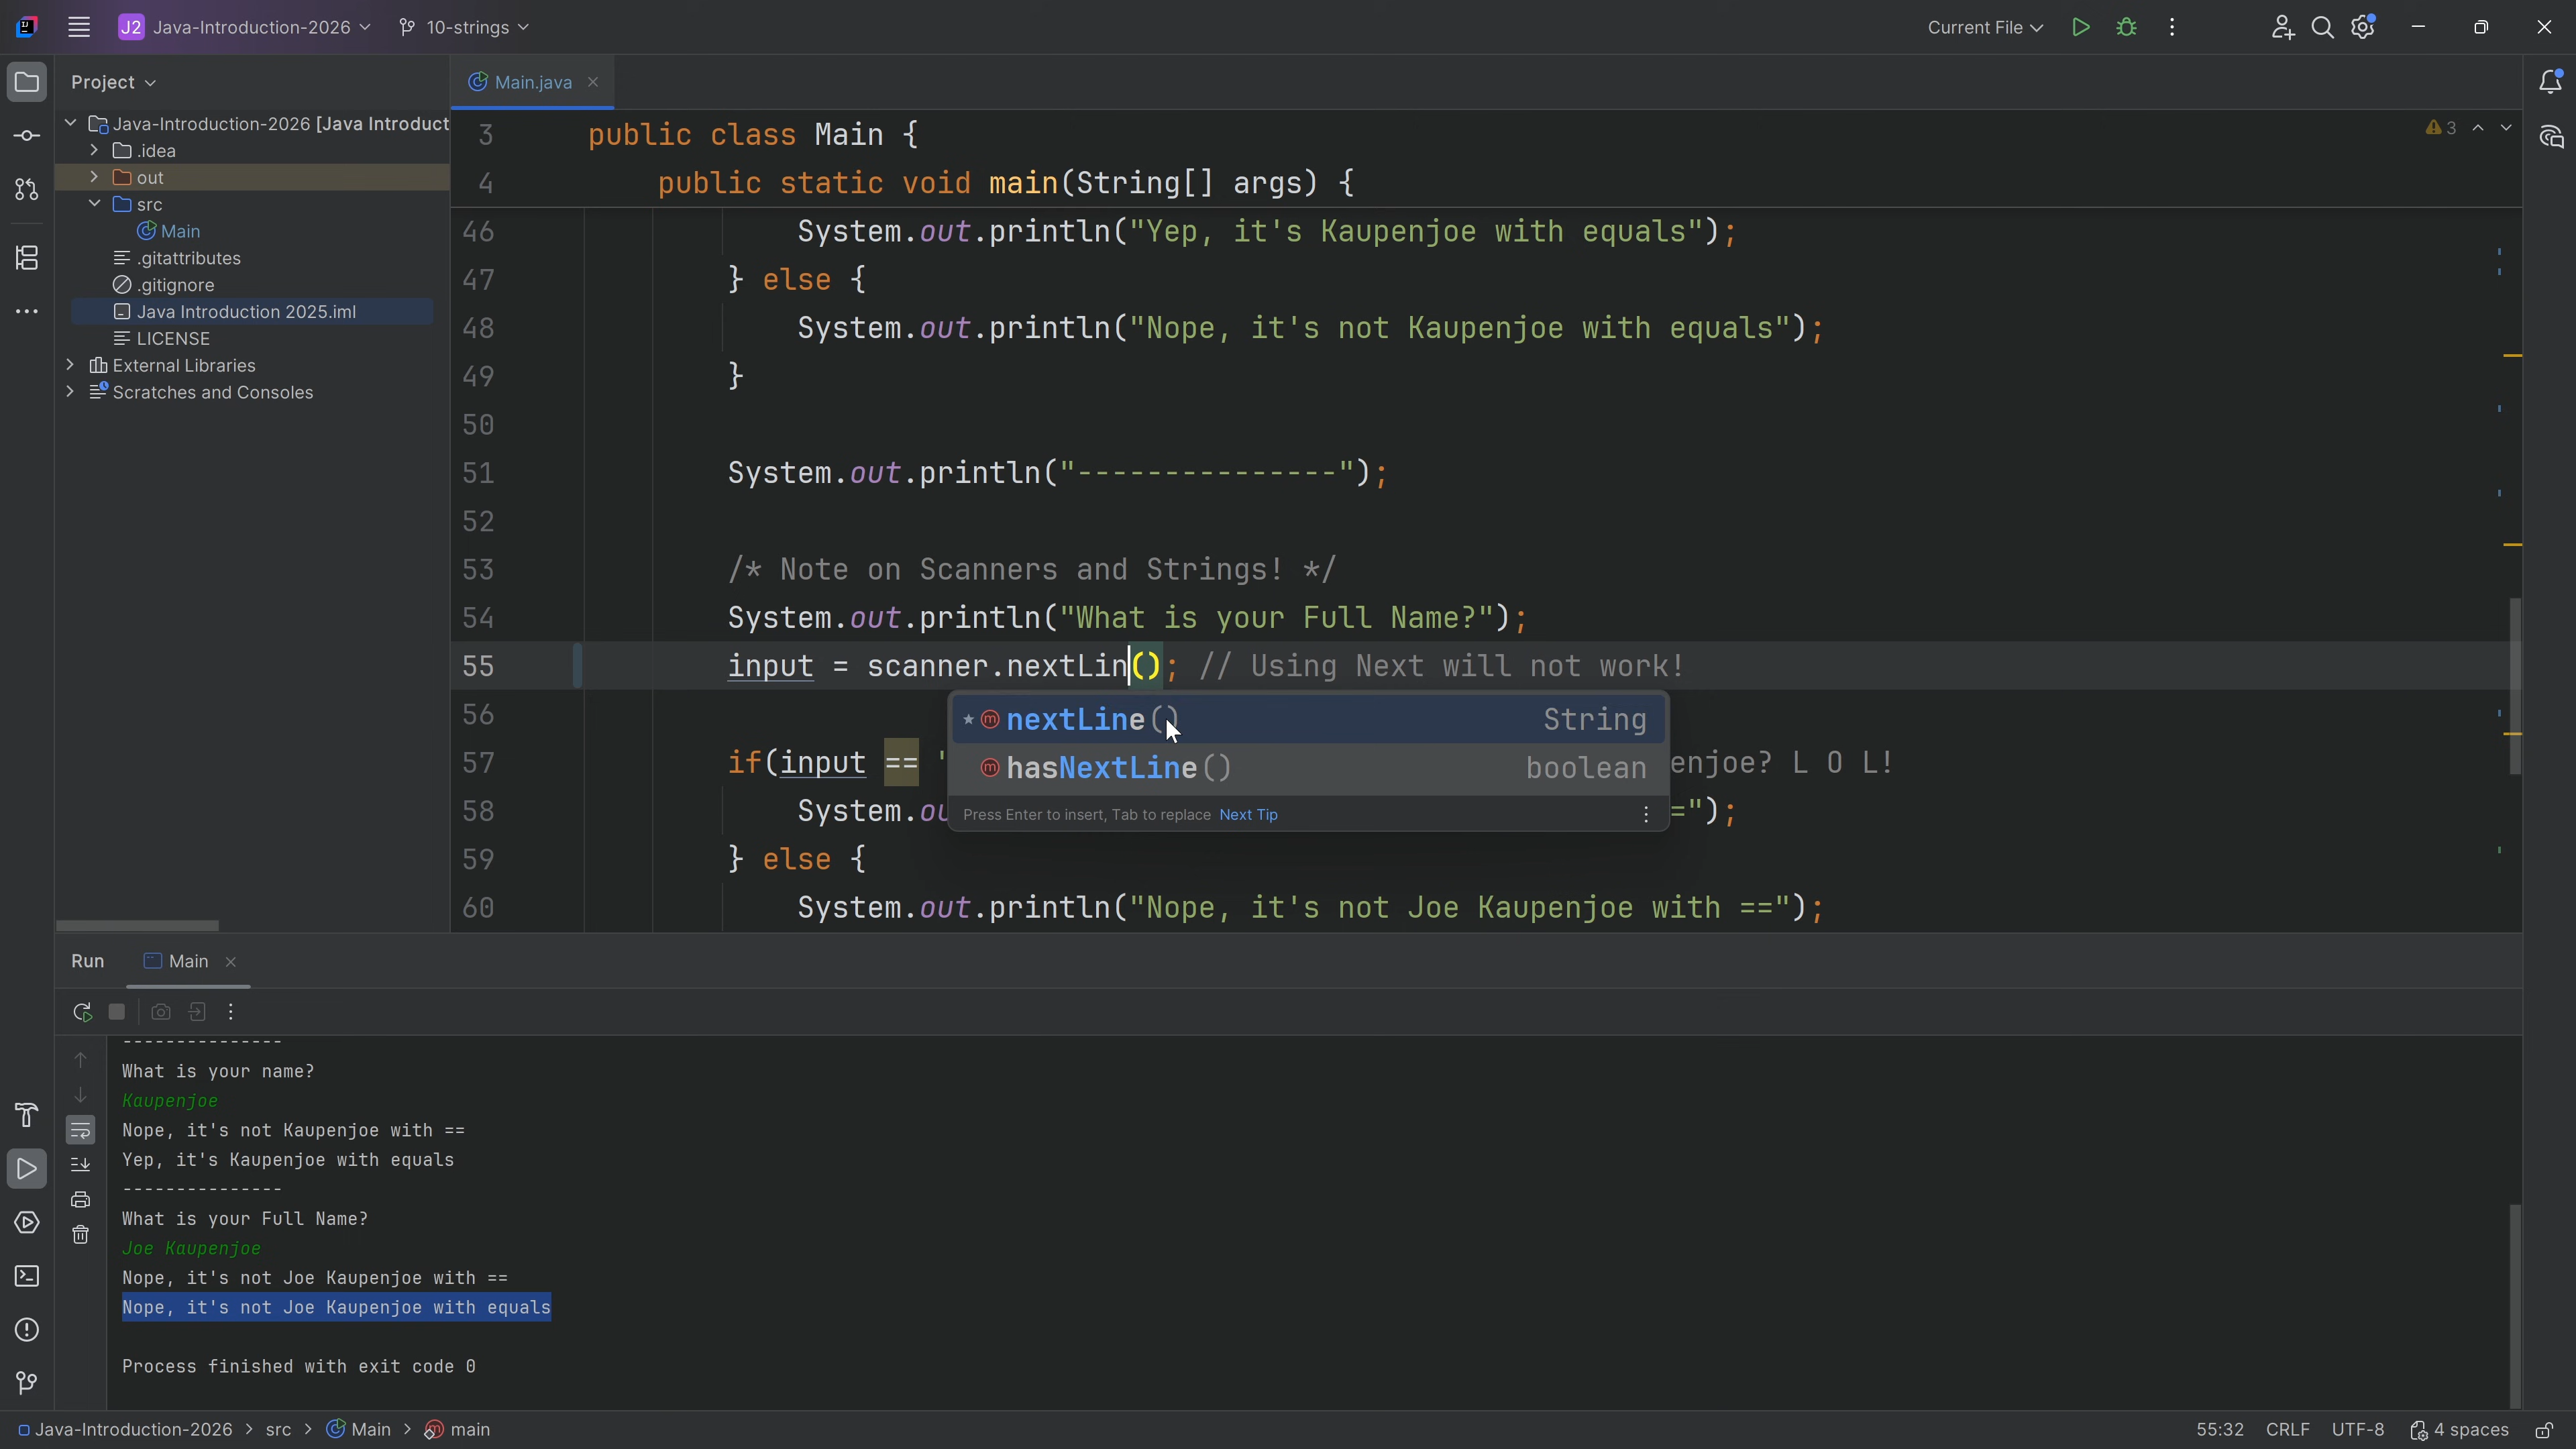 J2 Java-Introduction-2026 10-strings Current File
Project
Main.java
Java-Introduction-2026 [Java Introduct
.idea
out
src
Main
.gitattributes
.gitignore
Java Introduction 2025.iml
LICENSE
External Libraries
Scratches and Consoles
3 public class Main {
4 public static void main(String[] args) {
46 System.out.println("Yep, it's Kaupenjoe with equals");
47 } else {
48 System.out.println("Nope, it's not Kaupenjoe with equals");
49 }
50
51 System.out.println("---------------");
52
53 /* Note on Scanners and Strings! */
54 System.out.println("What is your Full Name?");
55 input = scanner.nextLin(); // Using Next will not work!
56
57 if(input == " enjoe? L O L!
58 System.ou =");
59 } else {
60 System.out.println("Nope, it's not Joe Kaupenjoe with ==");
3
nextLine() String
hasNextLine() boolean
Press Enter to insert, Tab to replace Next Tip
Run Main
---------------
What is your name?
Kaupenjoe
Nope, it's not Kaupenjoe with ==
Yep, it's Kaupenjoe with equals
---------------
What is your Full Name?
Joe Kaupenjoe
Nope, it's not Joe Kaupenjoe with ==
Nope, it's not Joe Kaupenjoe with equals
Process finished with exit code 0
Java-Introduction-2026 > src > Main > main
55:32 CRLF UTF-8 4 spaces